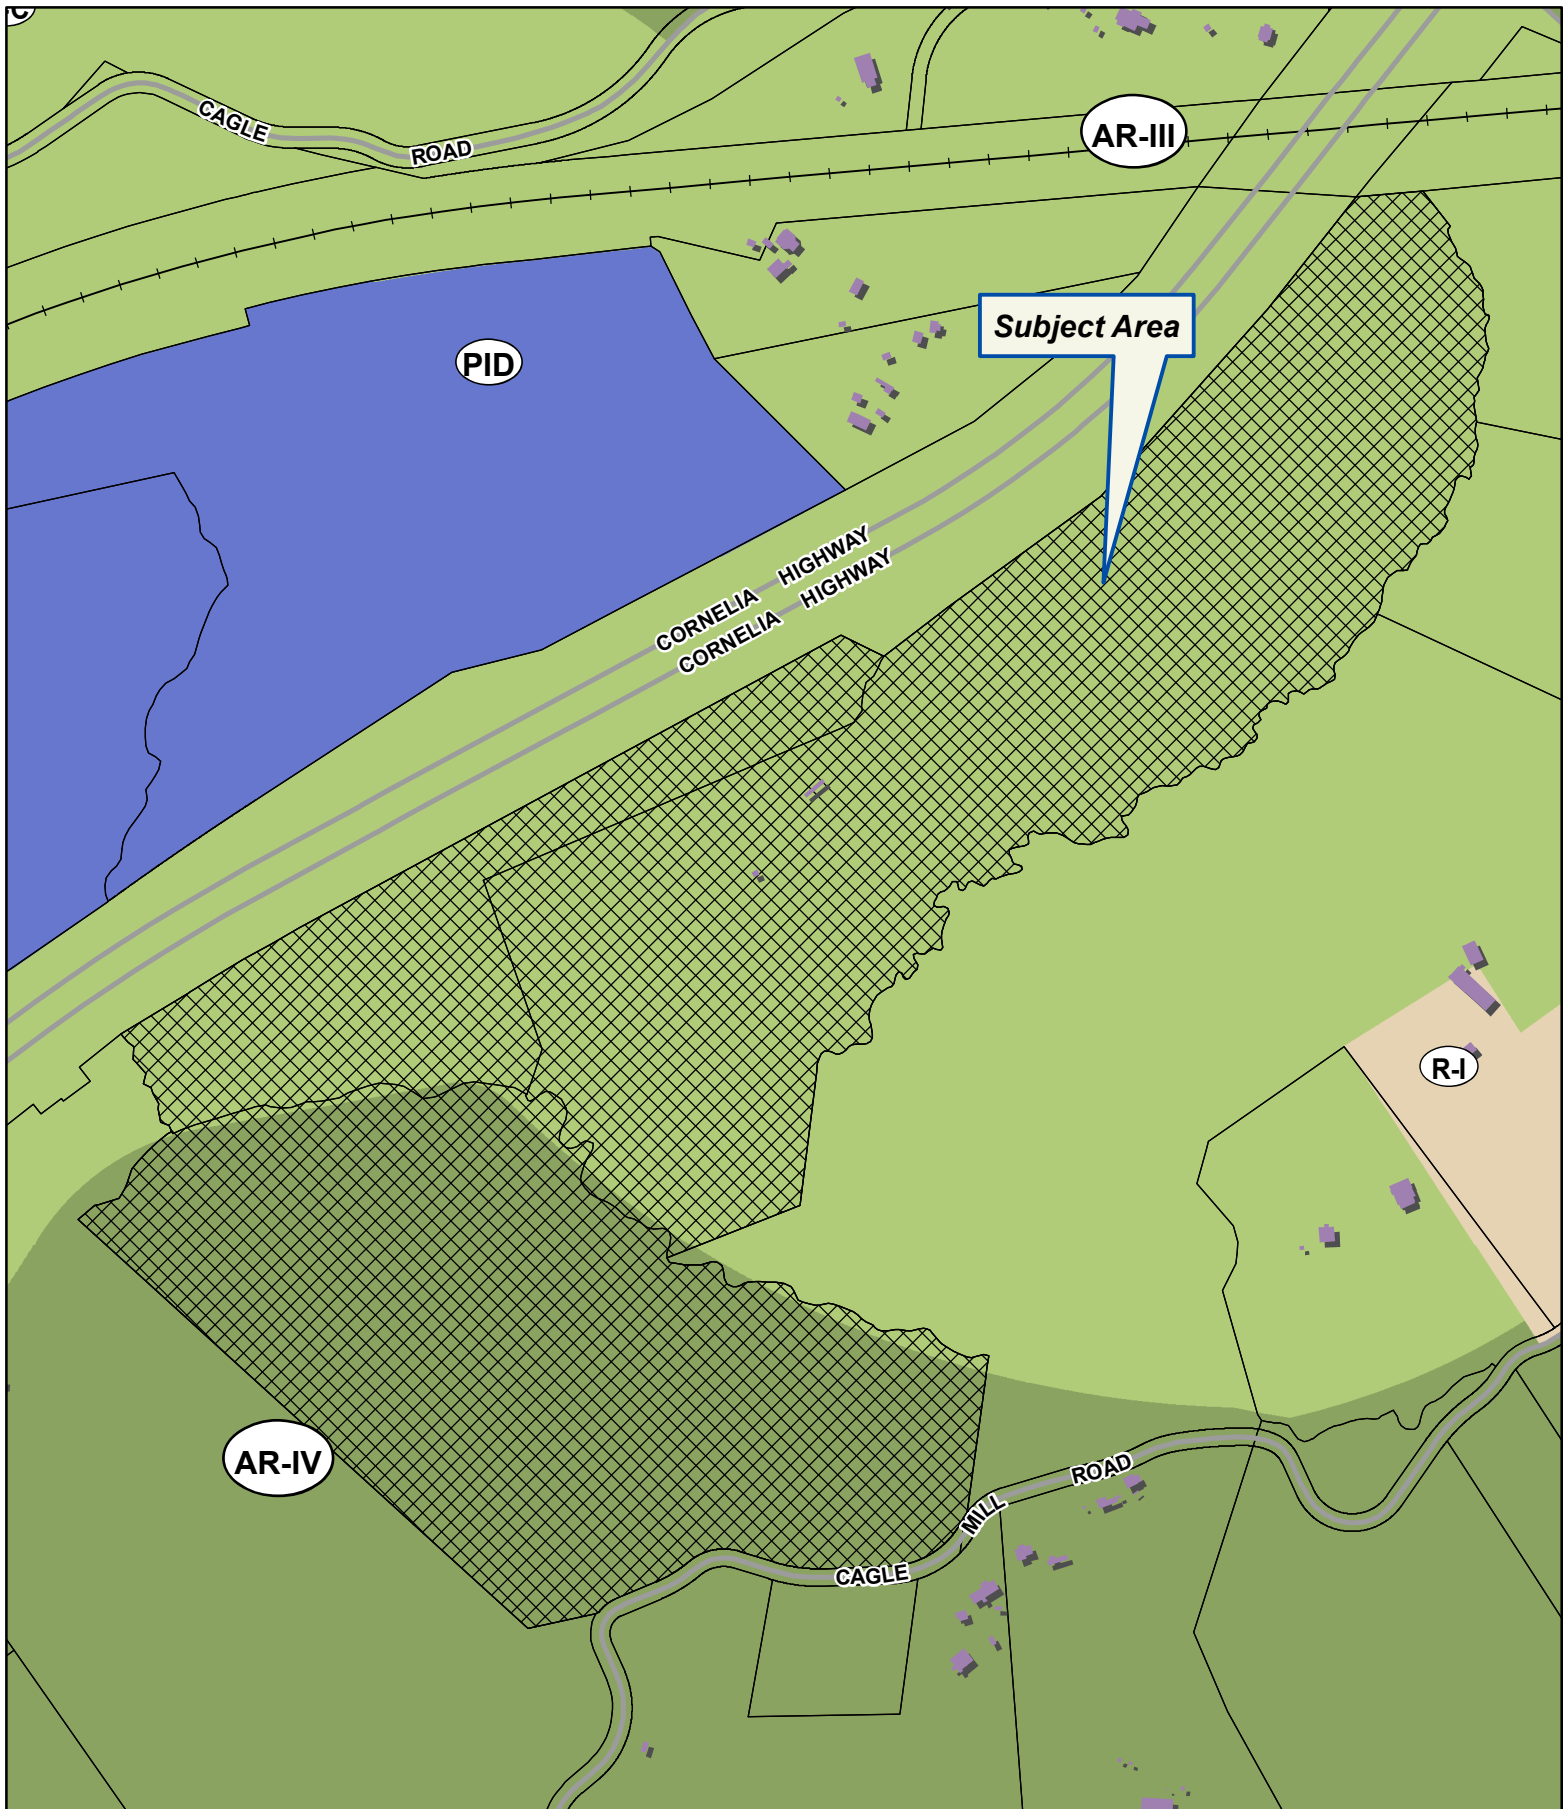 CAGLE ROAD
AR-III
PID
Subject Area
CORNELIA HIGHWAY
CORNELIA HIGHWAY
R-I
AR-IV
CAGLE MILL ROAD